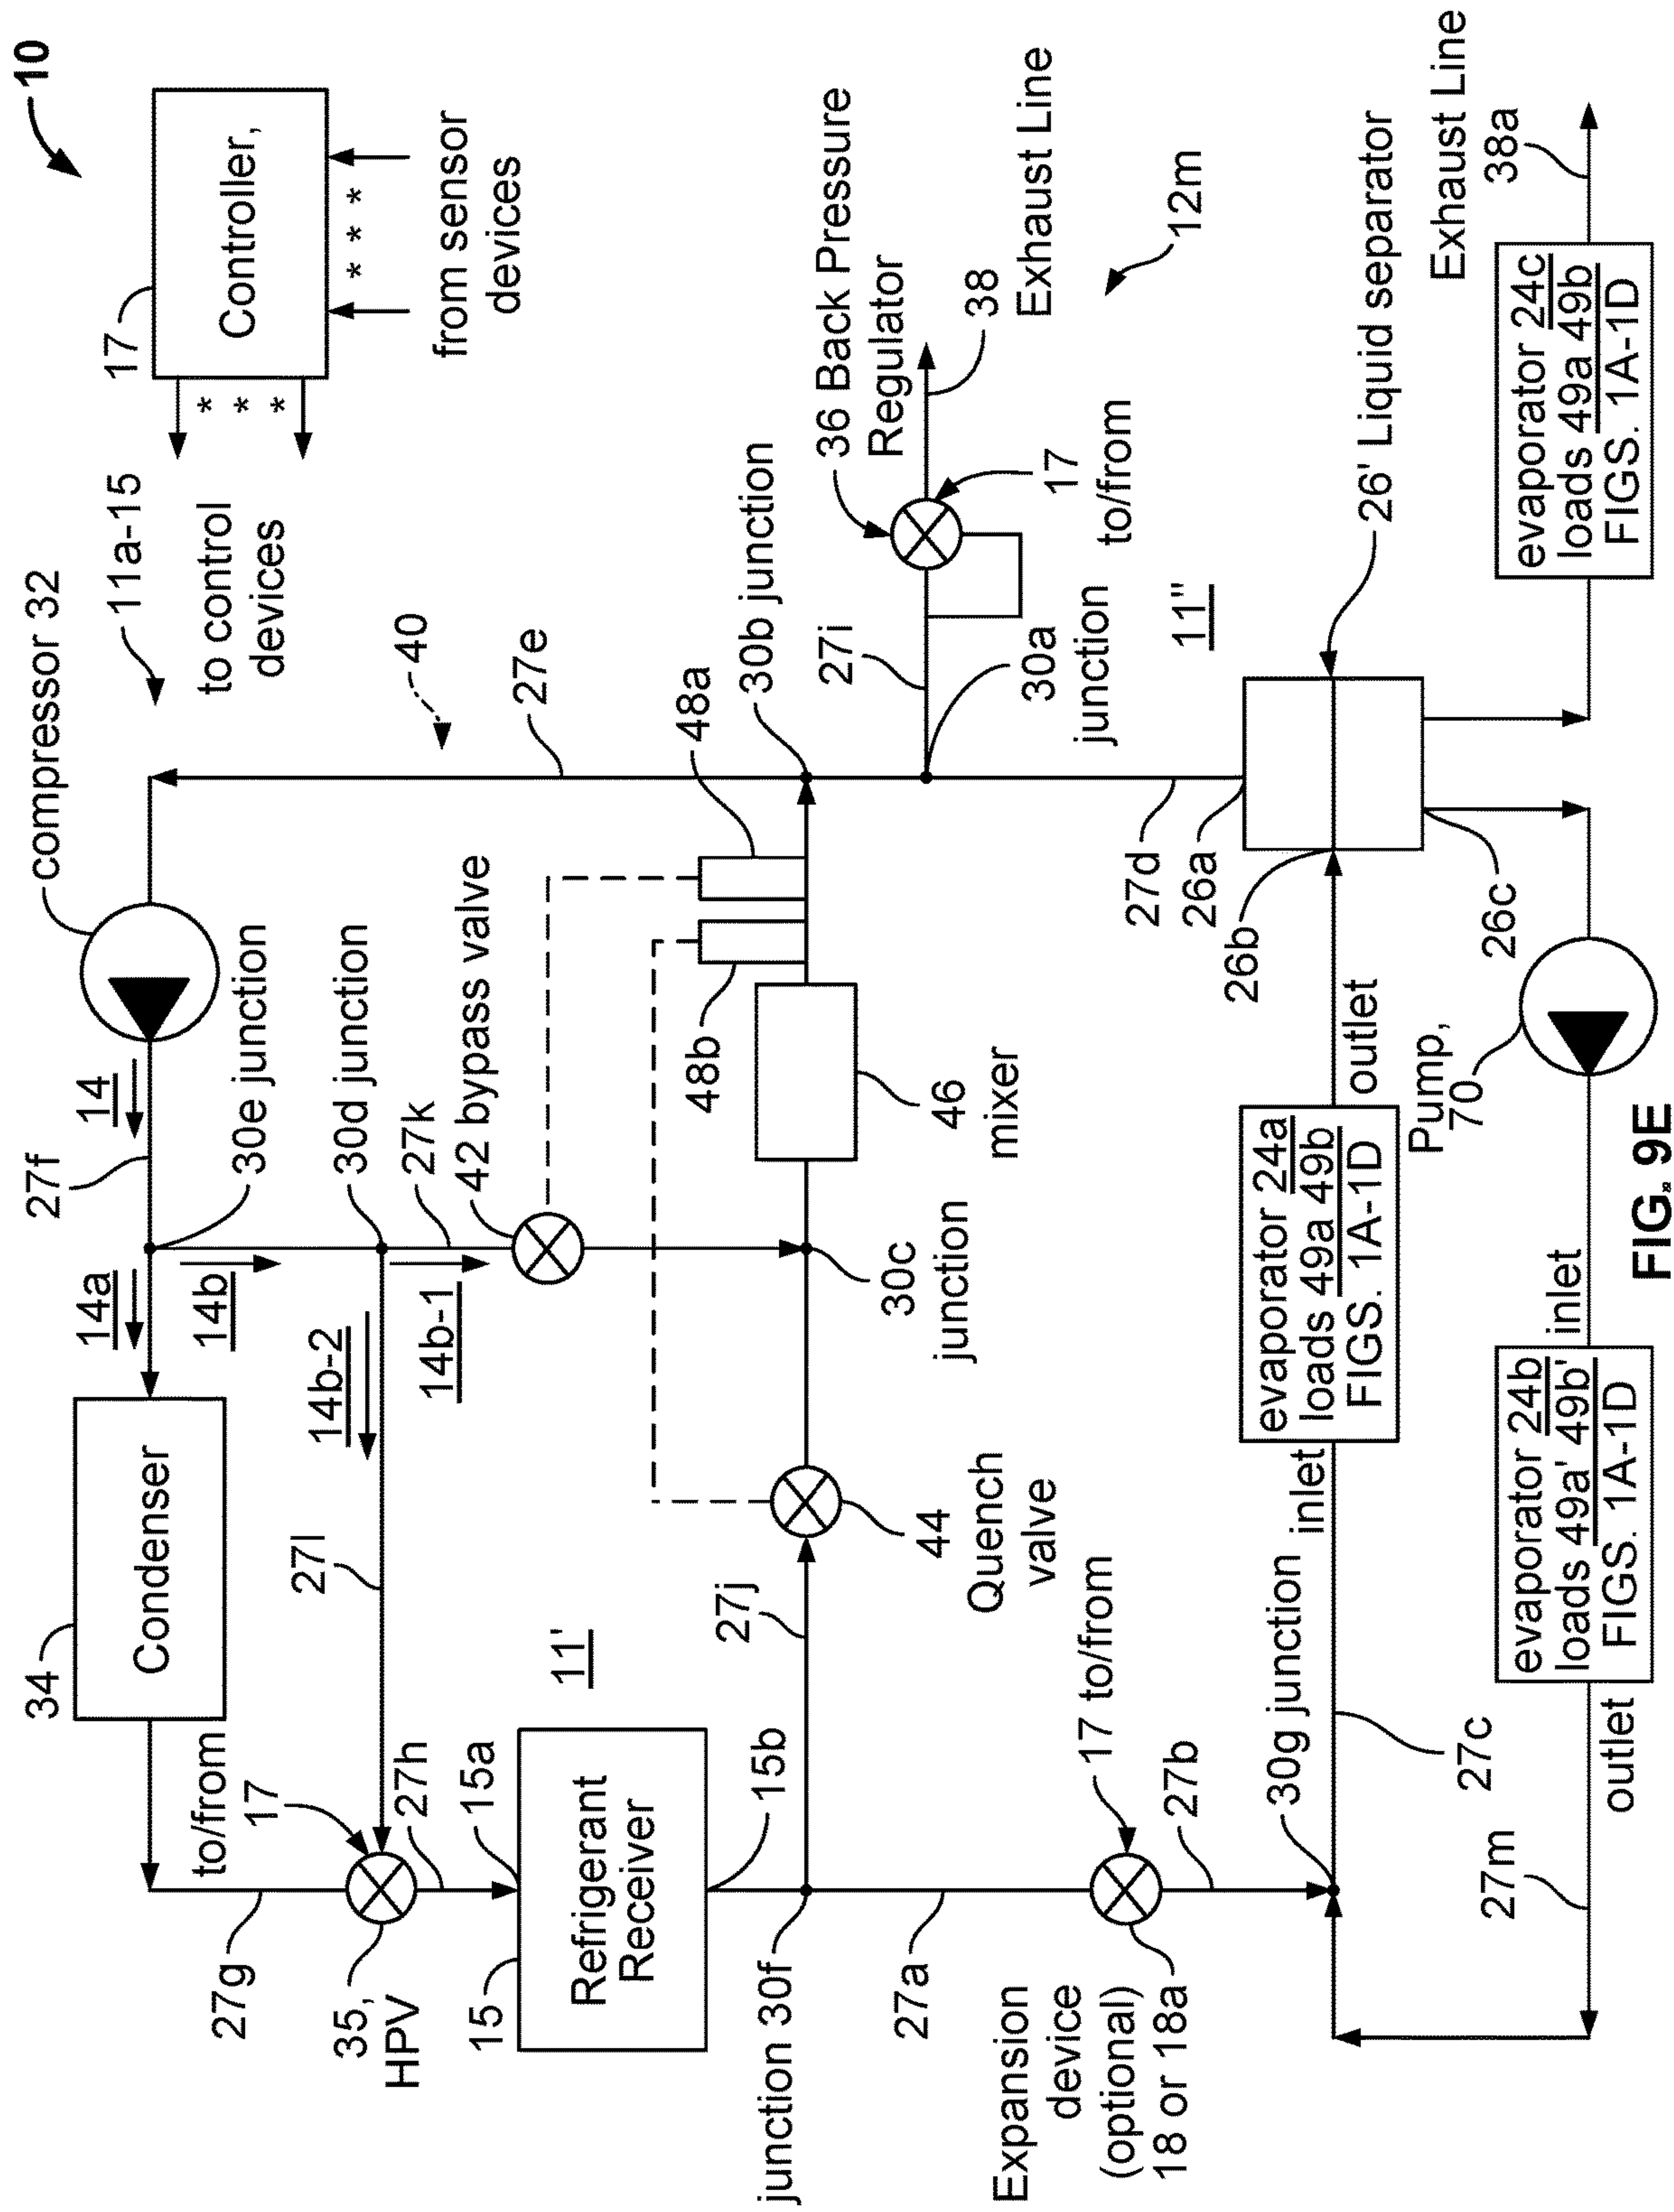 10
Controller,
17
* * *
* * *
from sensor
devices
to control
devices
11a-15
compressor 32
40
27e
14
27f
30e junction
30d junction
27k
42 bypass valve
48a
48b
30b junction
36 Back Pressure
Regulator
38
Exhaust Line
17
to/from
27i
30a
junction
12m
11"
26' Liquid separator
27d
26a
26b
26c
Exhaust Line
38a
evaporator 24c
loads 49a 49b
FIGS. 1A-1D
14a
14b
14b-2
14b-1
34
Condenser
27l
46
mixer
30c
junction
44
Quench
valve
27j
11'
to/from
17
27g
35,
HPV
27h
15a
15
Refrigerant
Receiver
15b
junction 30f
27a
17 to/from
27b
Expansion
device
(optional)
18 or 18a
30g junction
27c
inlet
evaporator 24a
loads 49a 49b
FIGS. 1A-1D
outlet
Pump,
70
inlet
evaporator 24b
loads 49a' 49b'
FIGS. 1A-1D
outlet
27m
FIG. 9E